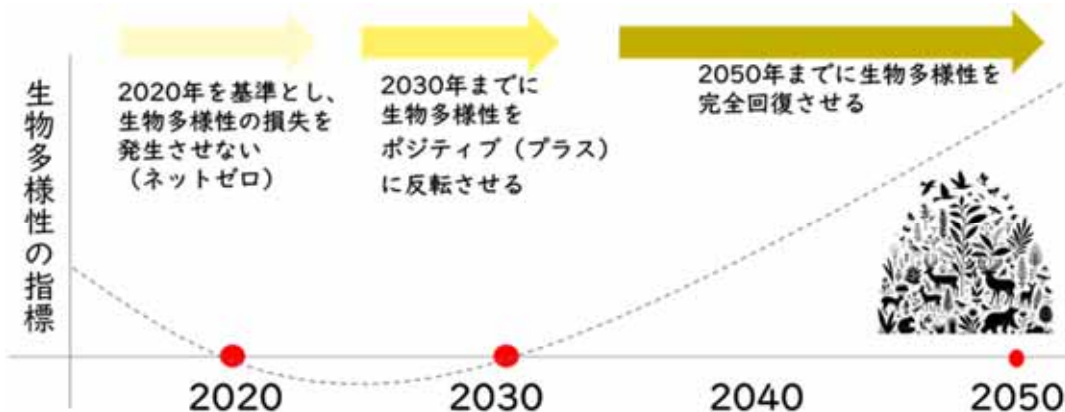 生物多様性の指標
2020年を基準とし、
生物多様性の損失を
発生させない
（ネットゼロ）
2030年までに
生物多様性を
ポジティブ（プラス）
に反転させる
2050年までに生物多様性を
完全回復させる
2020
2030
2040
2050